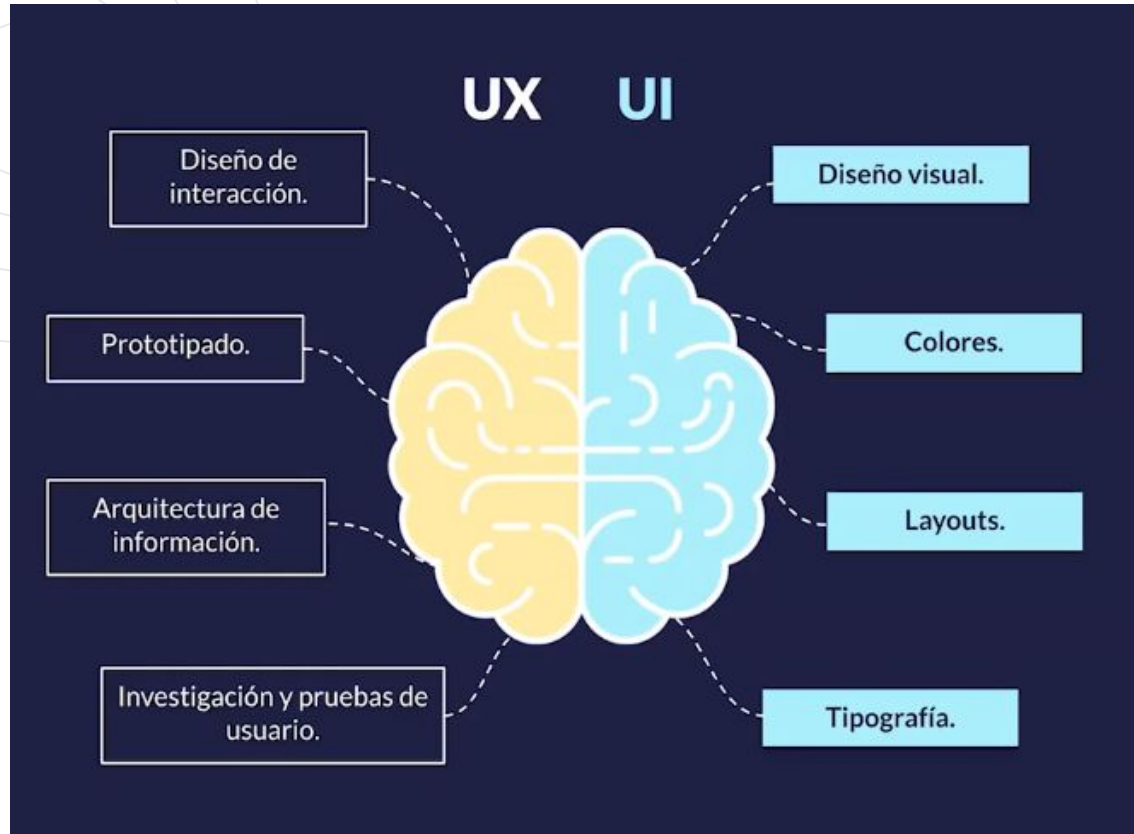 UX UI
Diseño de
interacción.
Prototipado.
Arquitectura de
información.
Investigación y pruebas de
usuario.
Diseño visual.
Colores.
Layouts.
Tipografía.